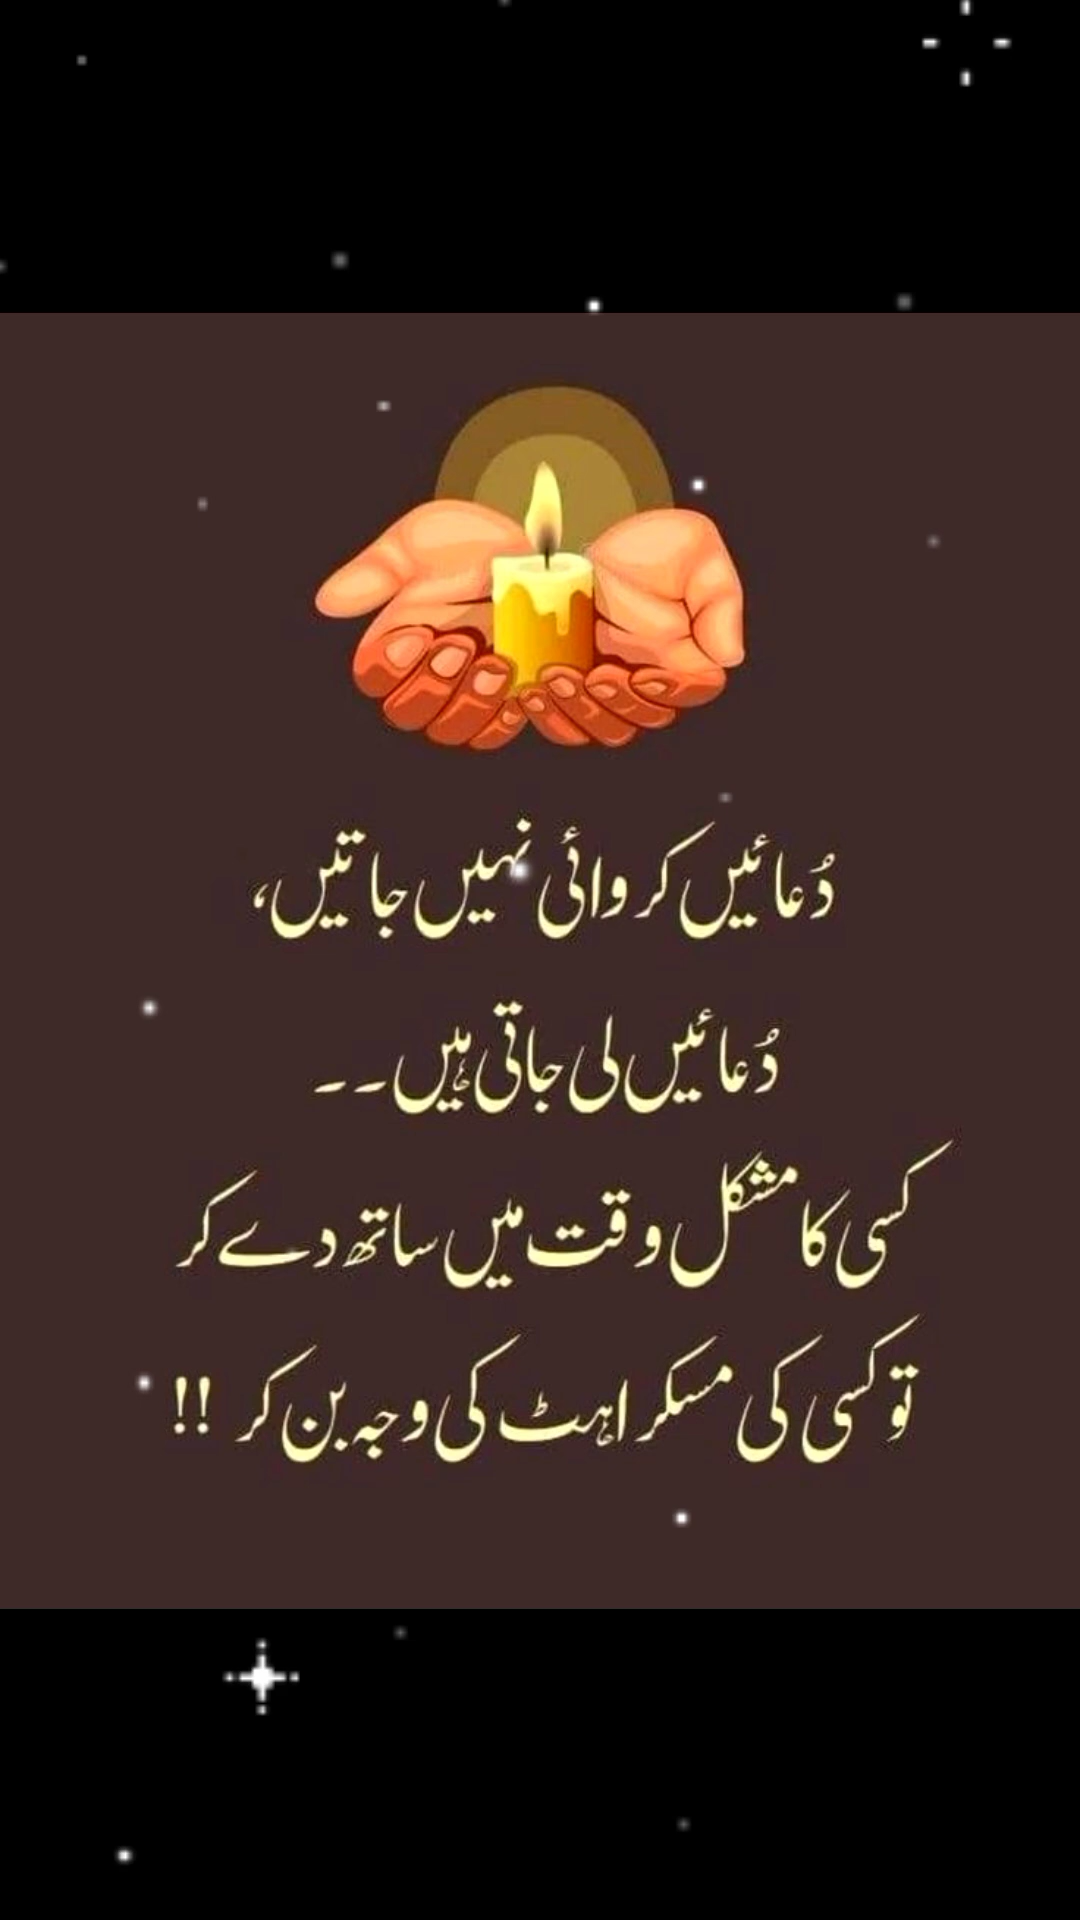 دُعائیں کروائی نہیں جاتیں،
دُعائیں لی جاتی ہیں۔۔
کسی کا مشکل وقت میں ساتھ دے کر
تو کسی کی مسکراہٹ کی وجہ بن کر !!